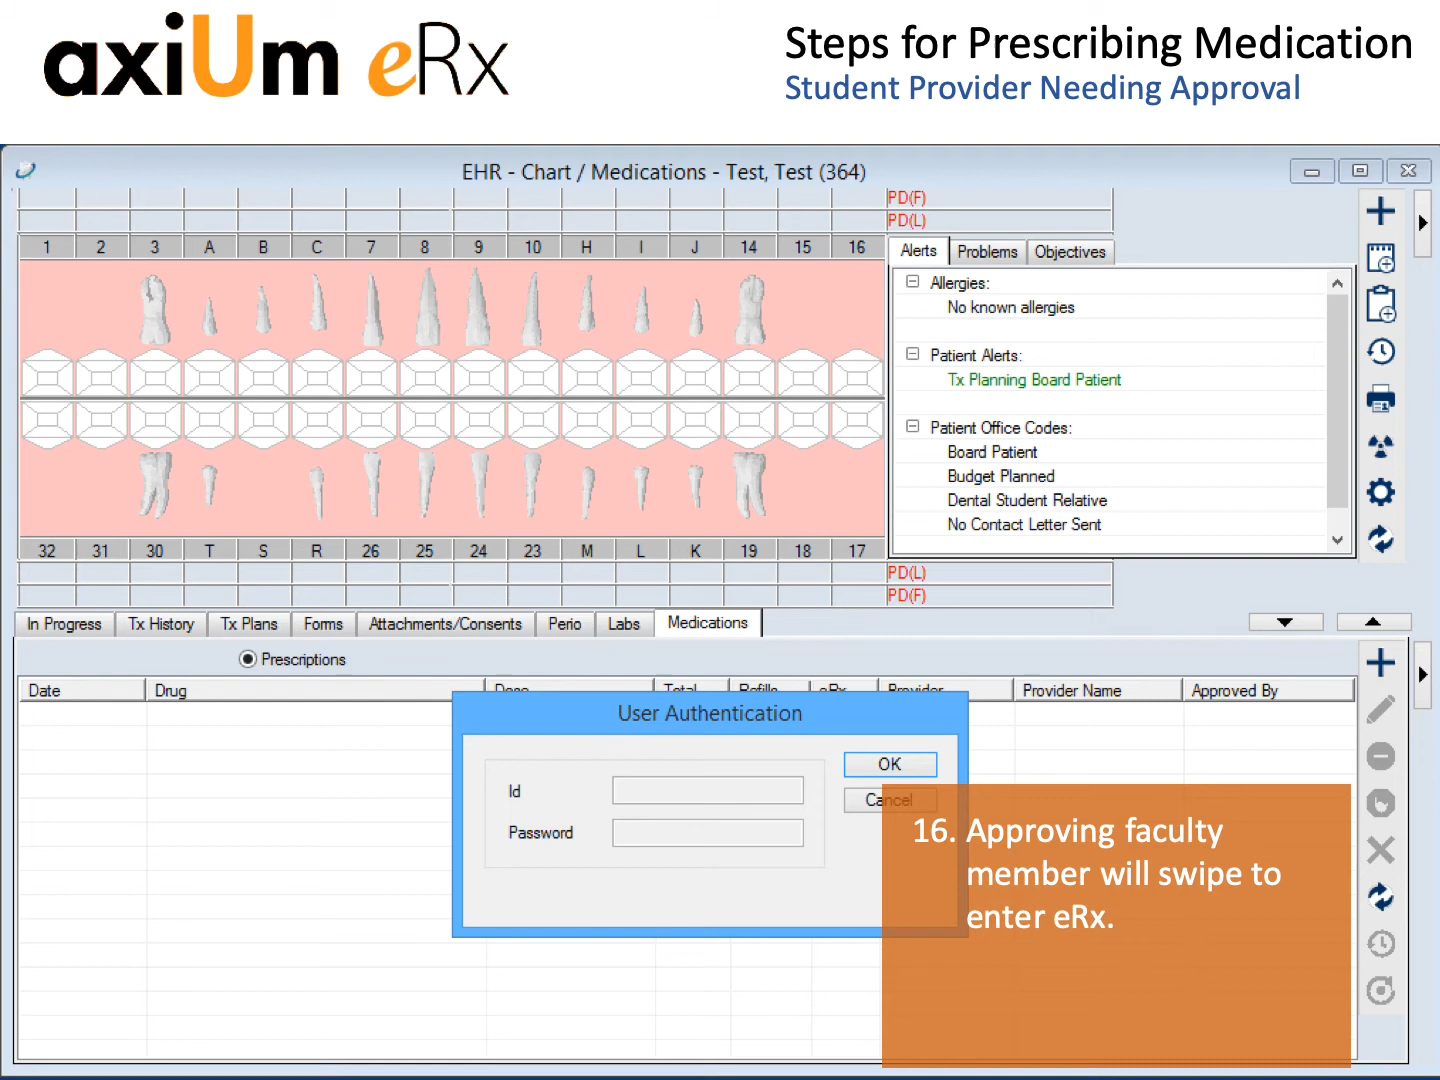 axiUm eRx
Steps for Prescribing Medication
Student Provider Needing Approval
EHR - Chart / Medications - Test, Test (364)
PD(F)
PD(L)
1 2 3 A B C 7 8 9 10 H I J 14 15 16
Alerts Problems Objectives
Allergies:
No known allergies
Patient Alerts:
Tx Planning Board Patient
Patient Office Codes:
Board Patient
Budget Planned
Dental Student Relative
No Contact Letter Sent
32 31 30 T S R 26 25 24 23 M L K 19 18 17
PD(L)
PD(F)
In Progress Tx History Tx Plans Forms Attachments/Consents Perio Labs Medications
Prescriptions
Date Drug Dose Total Refills eRx Provider Provider Name Approved By
User Authentication
OK
Id
Cancel
Password
16. Approving faculty
member will swipe to
enter eRx.